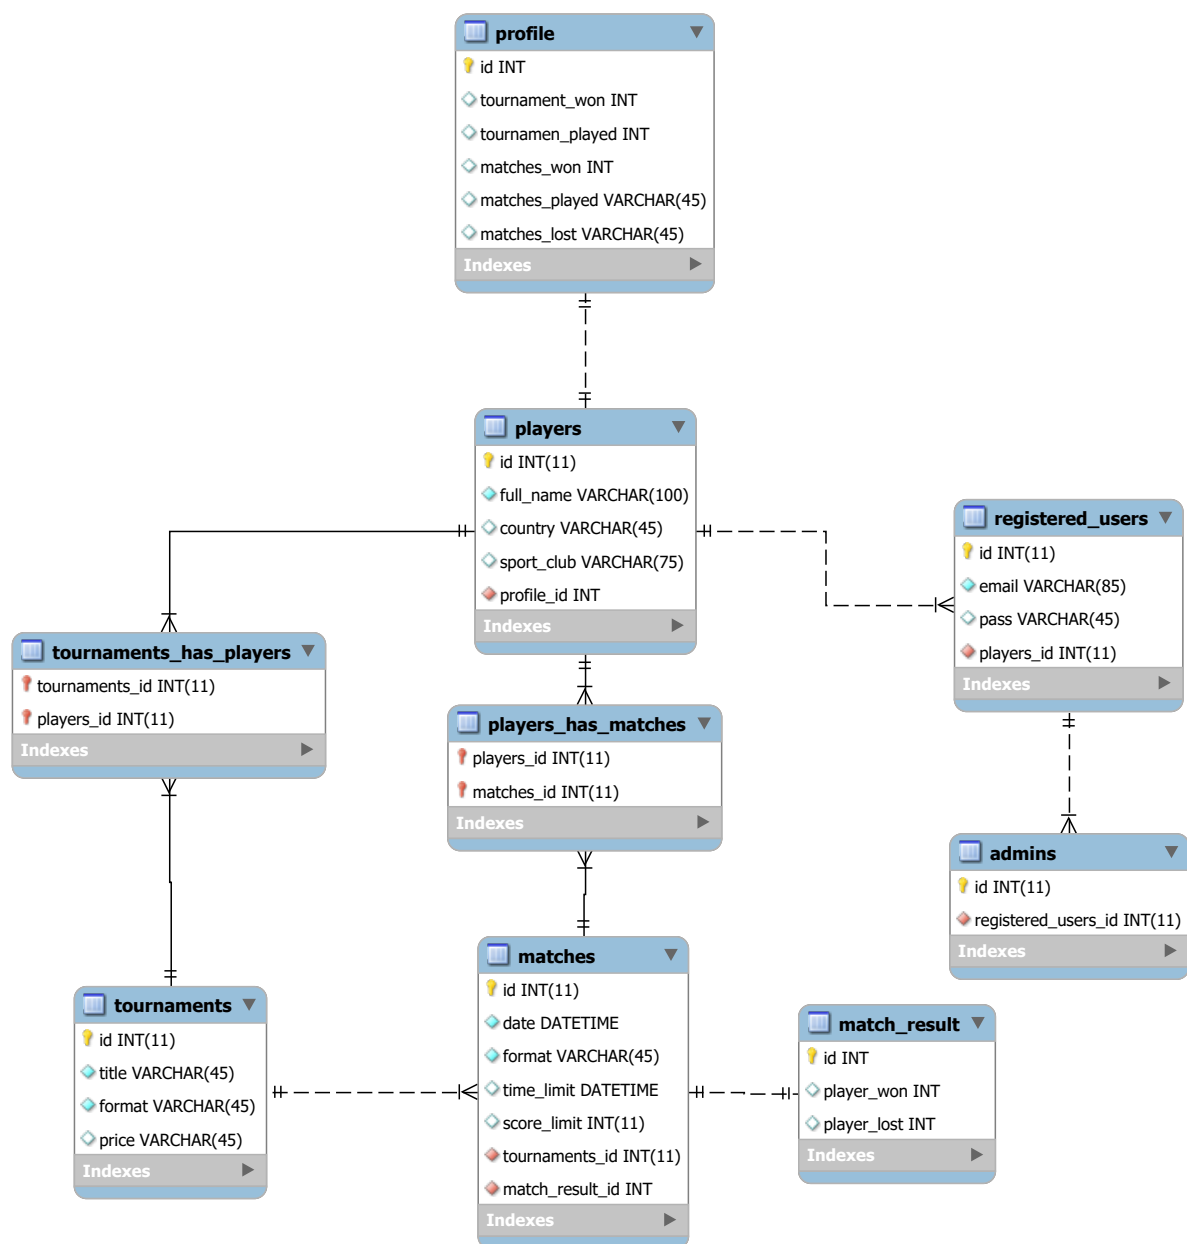 profile
id INT
tournament_won INT
tournamen_played INT
matches_won INT
matches_played VARCHAR(45)
matches_lost VARCHAR(45)
Indexes
players
id INT(11)
full_name VARCHAR(100)
country VARCHAR(45)
sport_club VARCHAR(75)
profile_id INT
Indexes
registered_users
id INT(11)
email VARCHAR(85)
pass VARCHAR(45)
players_id INT(11)
Indexes
tournaments_has_players
tournaments_id INT(11)
players_id INT(11)
Indexes
players_has_matches
players_id INT(11)
matches_id INT(11)
Indexes
admins
id INT(11)
registered_users_id INT(11)
Indexes
tournaments
id INT(11)
title VARCHAR(45)
format VARCHAR(45)
price VARCHAR(45)
Indexes
matches
id INT(11)
date DATETIME
format VARCHAR(45)
time_limit DATETIME
score_limit INT(11)
tournaments_id INT(11)
match_result_id INT
Indexes
match_result
id INT
player_won INT
player_lost INT
Indexes